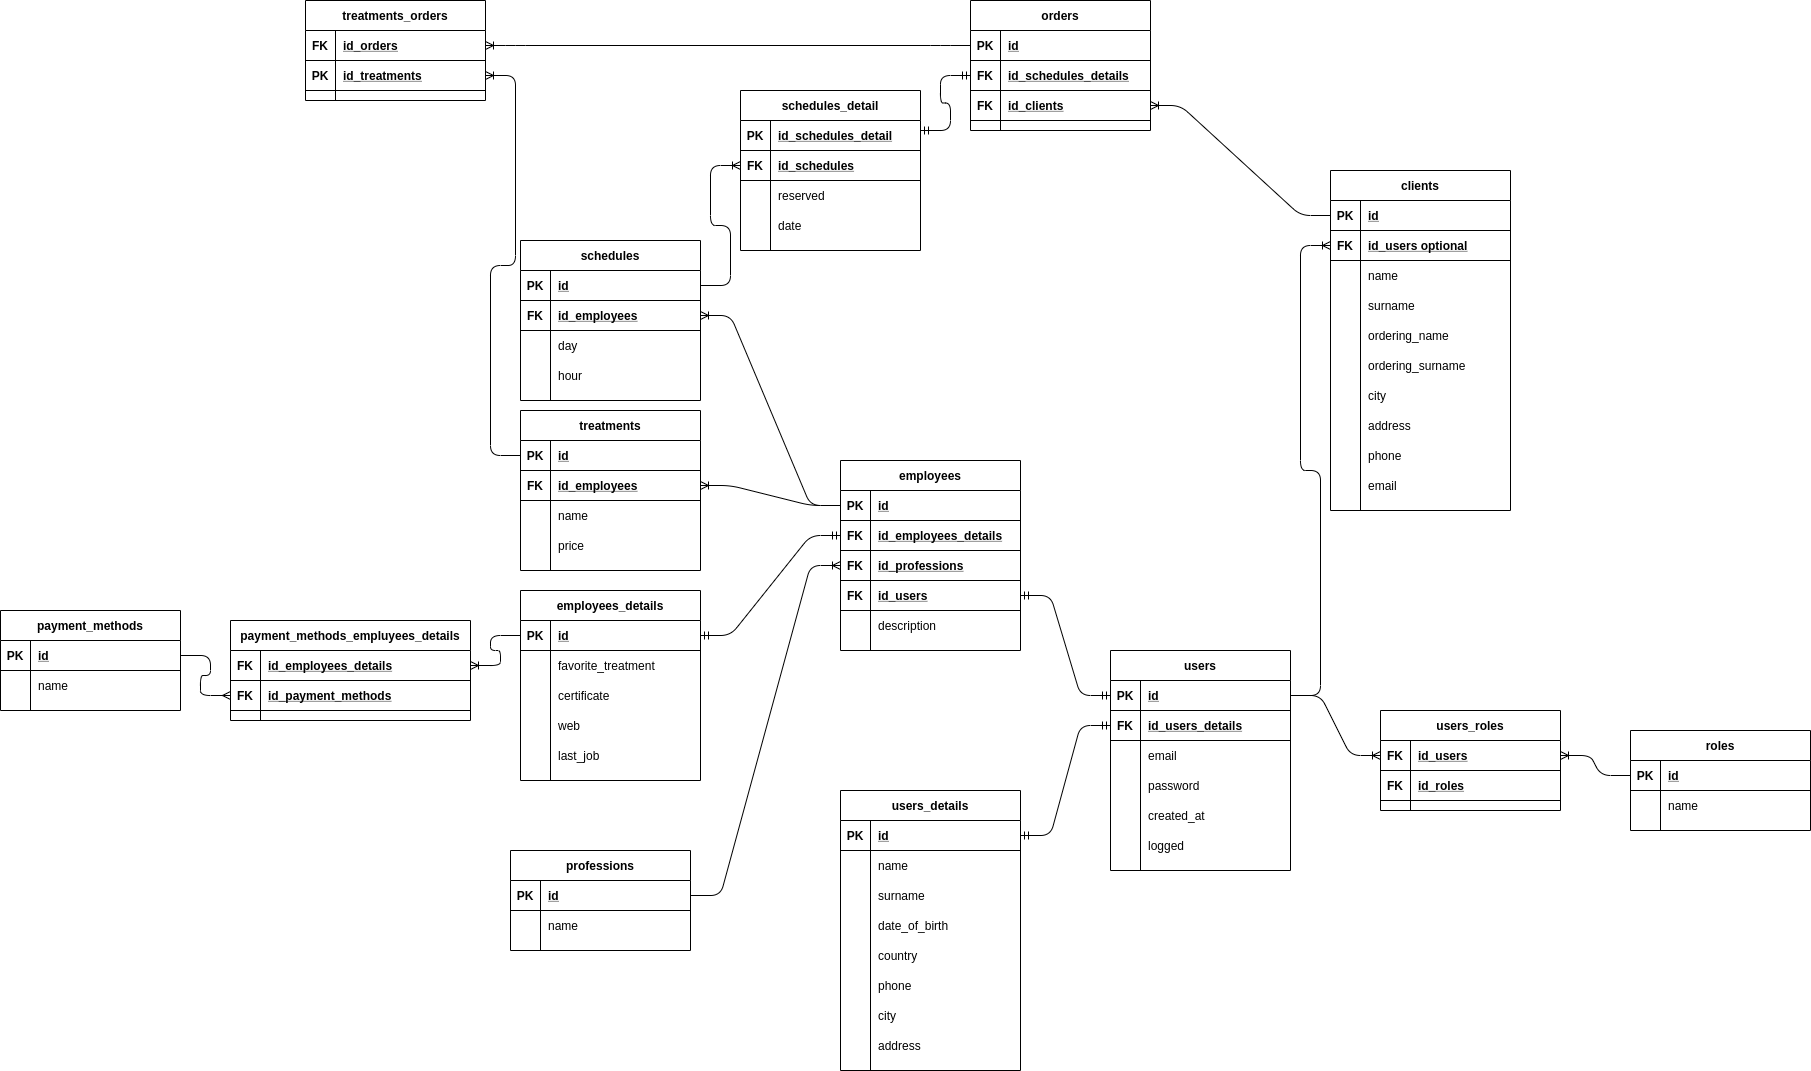 treatments_orders
FK id_orders
PK id_treatments
orders
PK id
FK id_schedules_details
FK id_clients
schedules_detail
PK id_schedules_detail
FK id_schedules
reserved
date
clients
PK id
FK id_users optional
name
surname
ordering_name
ordering_surname
city
address
phone
email
schedules
PK id
FK id_employees
day
hour
treatments
PK id
FK id_employees
name
price
employees
PK id
FK id_employees_details
FK id_professions
FK id_users
description
employees_details
PK id
favorite_treatment
certificate
web
last_job
payment_methods
PK id
name
payment_methods_empluyees_details
FK id_employees_details
FK id_payment_methods
users
PK id
FK id_users_details
email
password
created_at
logged
users_roles
FK id_users
FK id_roles
roles
PK id
name
users_details
PK id
name
surname
date_of_birth
country
phone
city
address
professions
PK id
name